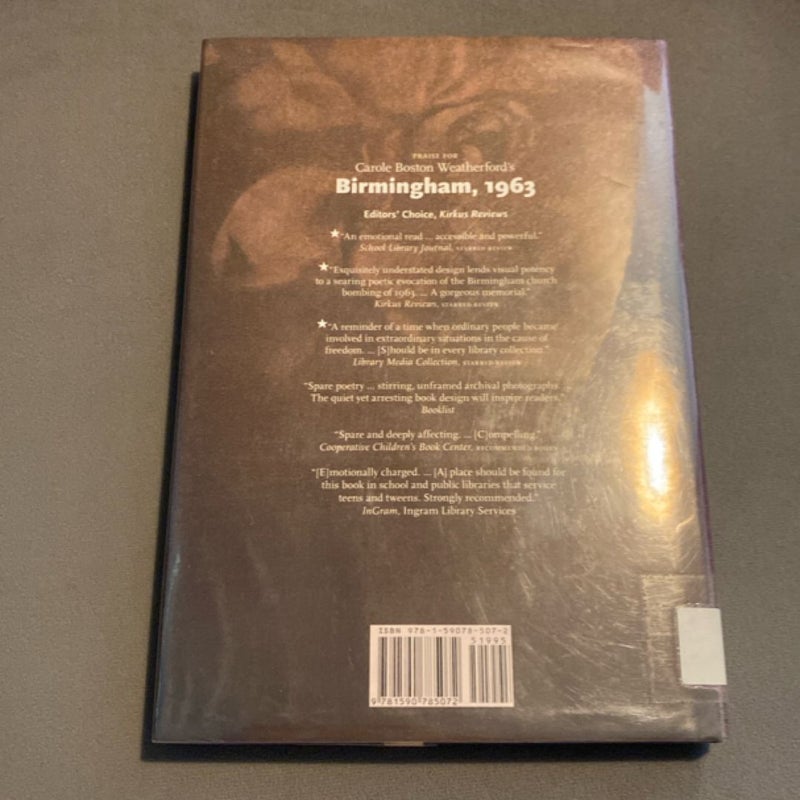 PRAISE FOR
Carole Boston Weatherford's
Birmingham, 1963
Editors' Choice, Kirkus Reviews
★"An emotional read ... accessible and powerful."
School Library Journal, STARRED REVIEW
★"Exquisitely understated design lends visual potency
to a searing poetic evocation of the Birmingham church
bombing of 1963. ... A gorgeous memorial."
Kirkus Reviews, STARRED REVIEW
★"A reminder of a time when ordinary people became
involved in extraordinary situations in the cause of
freedom. ... [S]hould be in every library collection."
Library Media Collection, STARRED REVIEW
"Spare poetry ... stirring, unframed archival photographs. ...
The quiet yet arresting book design will inspire readers."
Booklist
"Spare and deeply affecting. ... [C]ompelling."
Cooperative Children's Book Center, RECOMMENDED BOOKS
"[E]motionally charged. ... [A] place should be found for
this book in school and public libraries that service
teens and tweens. Strongly recommended."
InGram, Ingram Library Services
ISBN 978-1-59078-507-2
51995
9 781590 785072